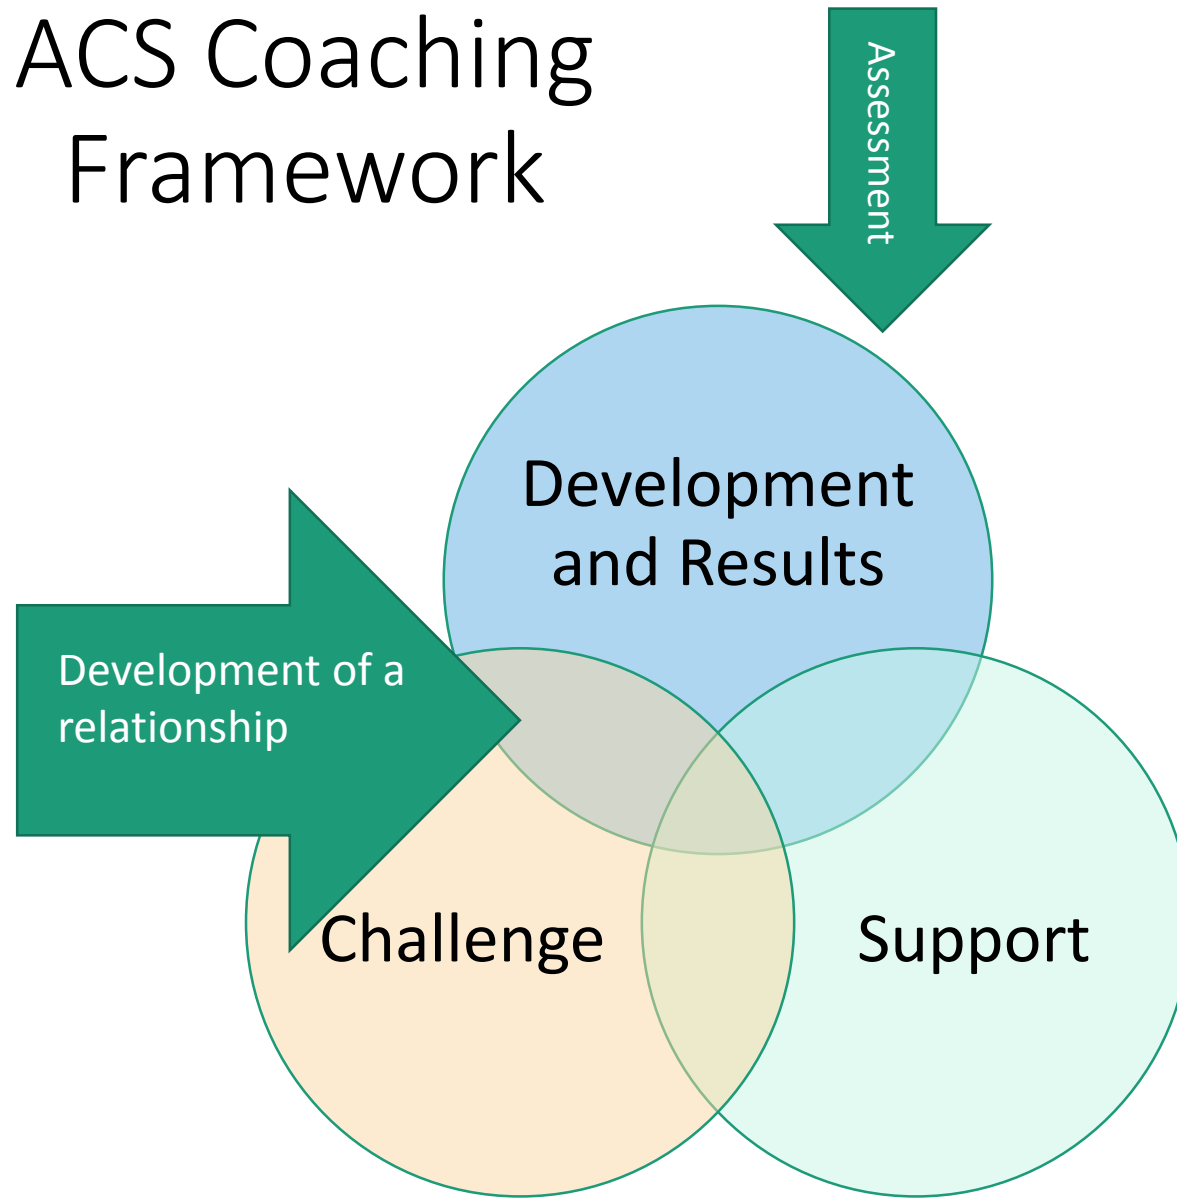 ACS Coaching
Framework
Assessment
Development
and Results
Development of a
relationship
Challenge
Support